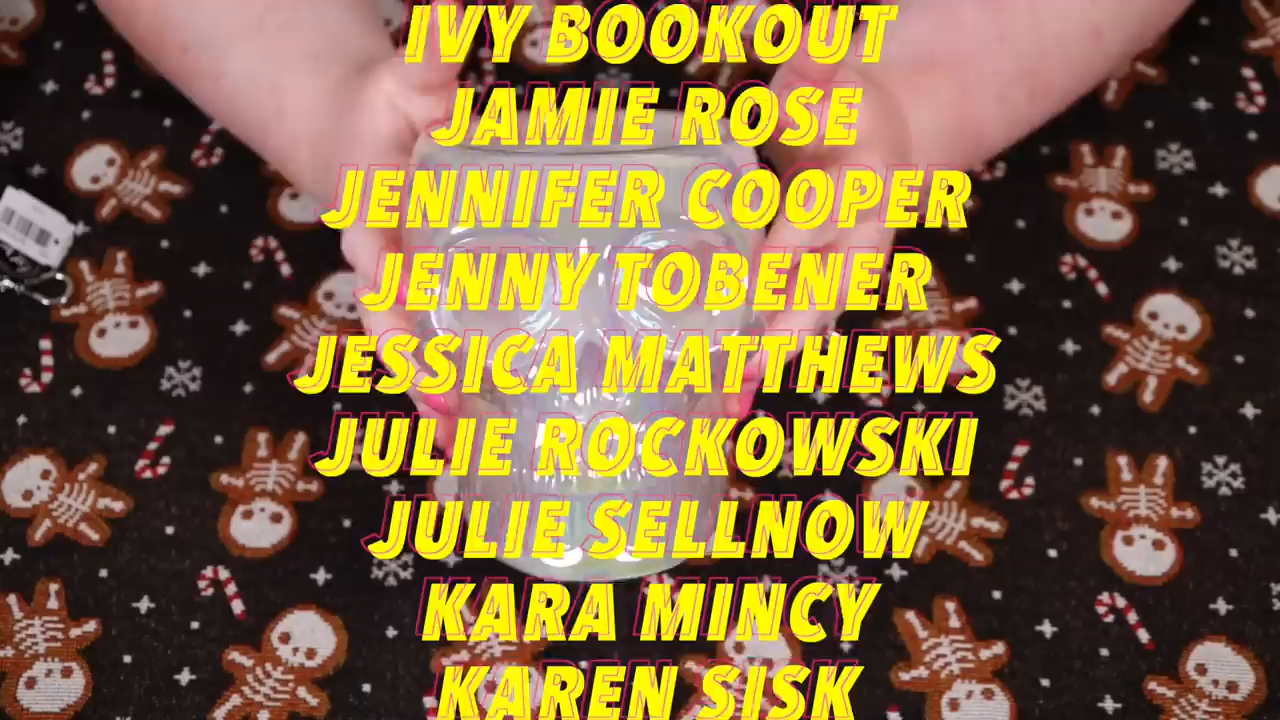 IVY BOOKOUT
JAMIE ROSE
JENNIFER COOPER
JENNY TOBENER
JESSICA MATTHEWS
JULIE ROCKOWSKI
JULIE SELLNOW
KARA MINCY
KAREN SISK